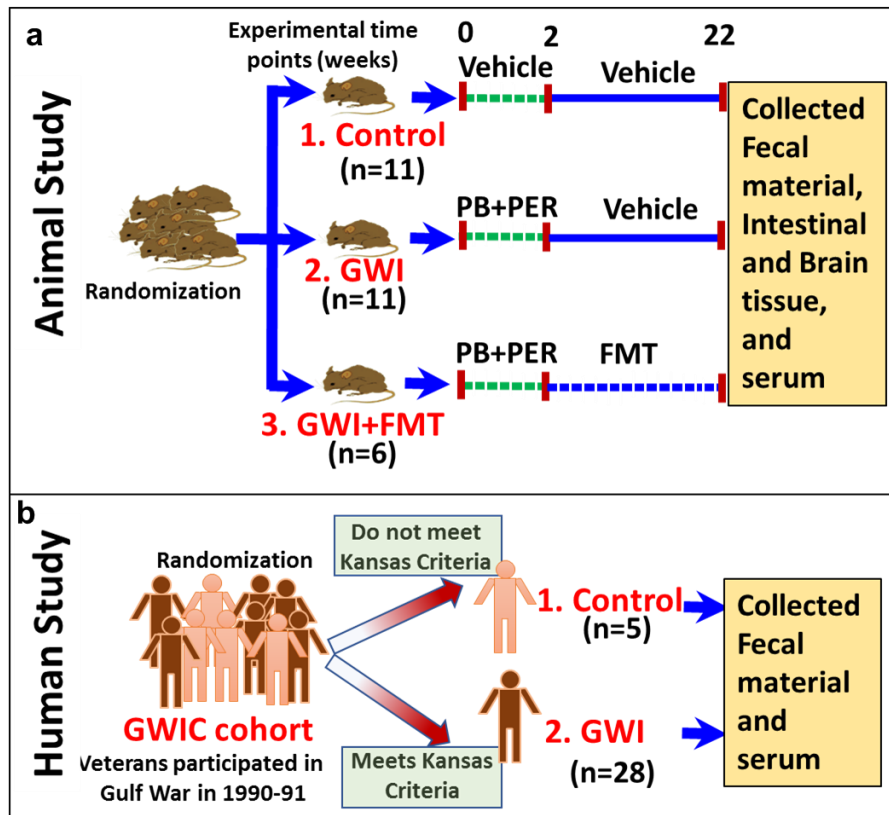 a
Animal Study
Experimental time
points (weeks)
0
2
22
Vehicle
Vehicle
1. Control
(n=11)
Randomization
PB+PER
Vehicle
2. GWI
(n=11)
PB+PER
FMT
3. GWI+FMT
(n=6)
Collected
Fecal
material,
Intestinal
and Brain
tissue,
and
serum
b
Human Study
Randomization
GWIC cohort
Veterans participated in
Gulf War in 1990-91
Do not meet
Kansas Criteria
1. Control
(n=5)
Meets Kansas
Criteria
2. GWI
(n=28)
Collected
Fecal
material
and
serum